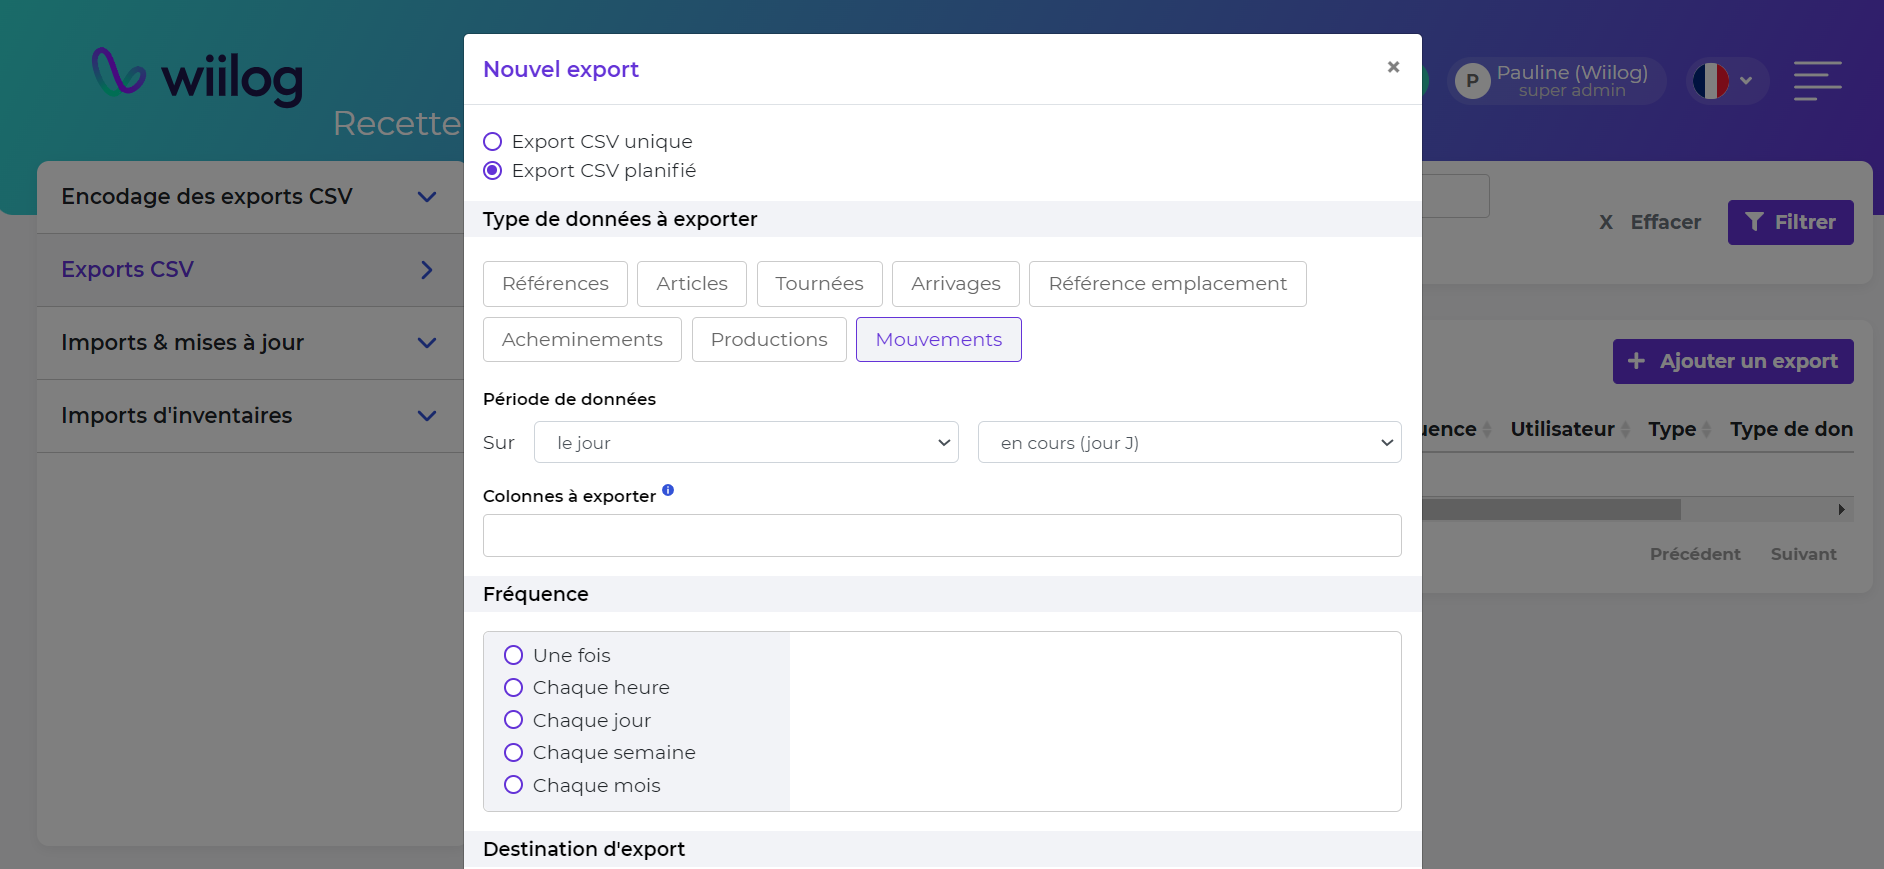 wiilog
Recette
Pauline (Wiilog)
P
super admin
Nouvel export
×
Export CSV unique
Export CSV planifié
Type de données à exporter
Références
Articles
Tournées
Arrivages
Référence emplacement
Acheminements
Productions
Mouvements
Période de données
Sur
le jour
en cours (jour J)
Colonnes à exporter
Fréquence
Une fois
Chaque heure
Chaque jour
Chaque semaine
Chaque mois
Destination d'export
Encodage des exports CSV
Exports CSV
Imports & mises à jour
Imports d'inventaires
X Effacer
Filtrer
+ Ajouter un export
uence
Utilisateur
Type
Type de don
Précédent
Suivant